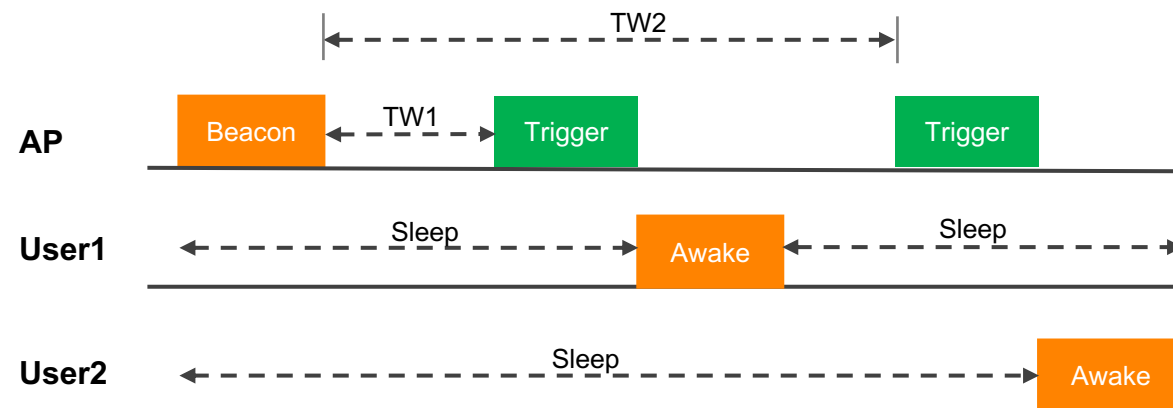 TW2
AP
Beacon
TW1
Trigger
Trigger
User1
Sleep
Awake
Sleep
User2
Sleep
Awake